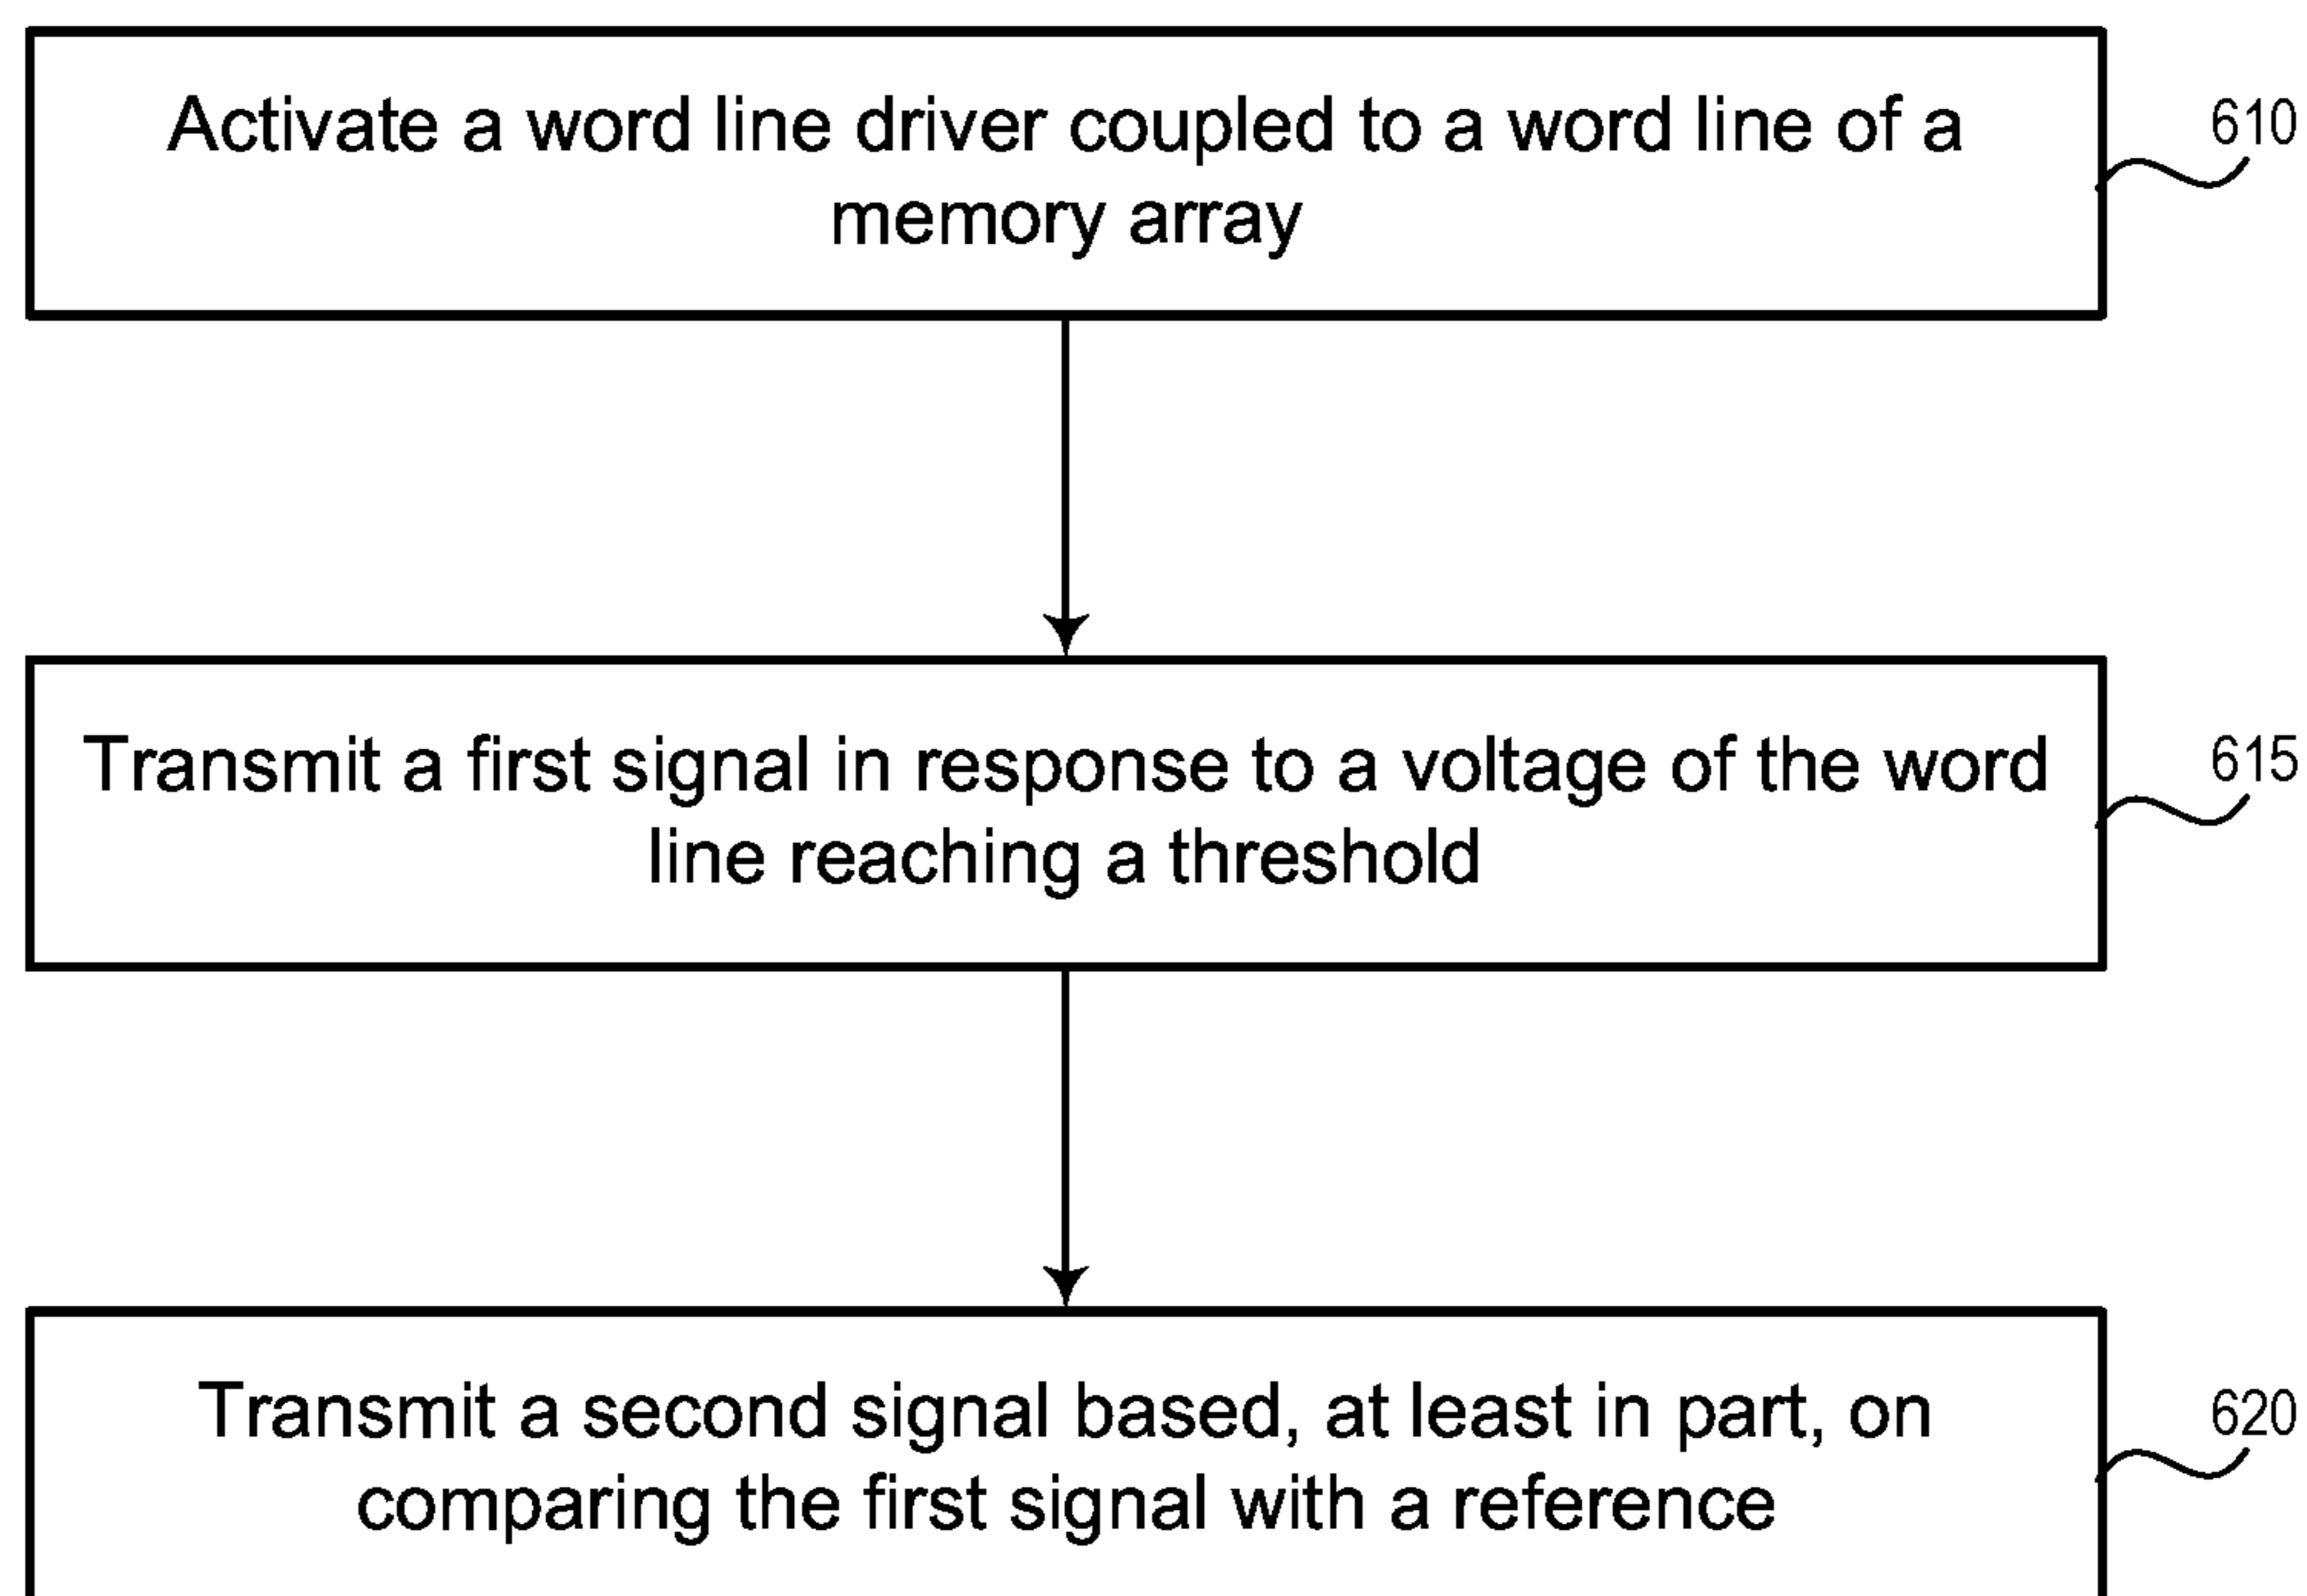 Activate a word line driver coupled to a word line of a
memory array
610
Transmit a first signal in response to a voltage of the word
line reaching a threshold
615
Transmit a second signal based, at least in part, on
comparing the first signal with a reference
620